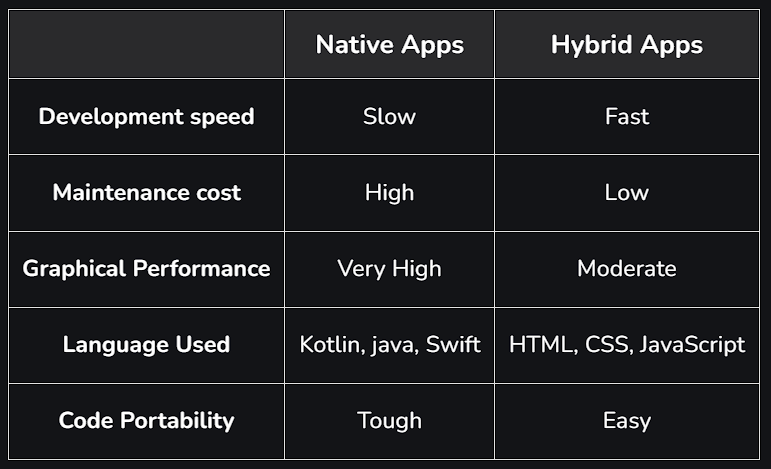 Native Apps Hybrid Apps
Development speed Slow Fast
Maintenance cost High Low
Graphical Performance Very High Moderate
Language Used Kotlin, java, Swift HTML, CSS, JavaScript
Code Portability Tough Easy